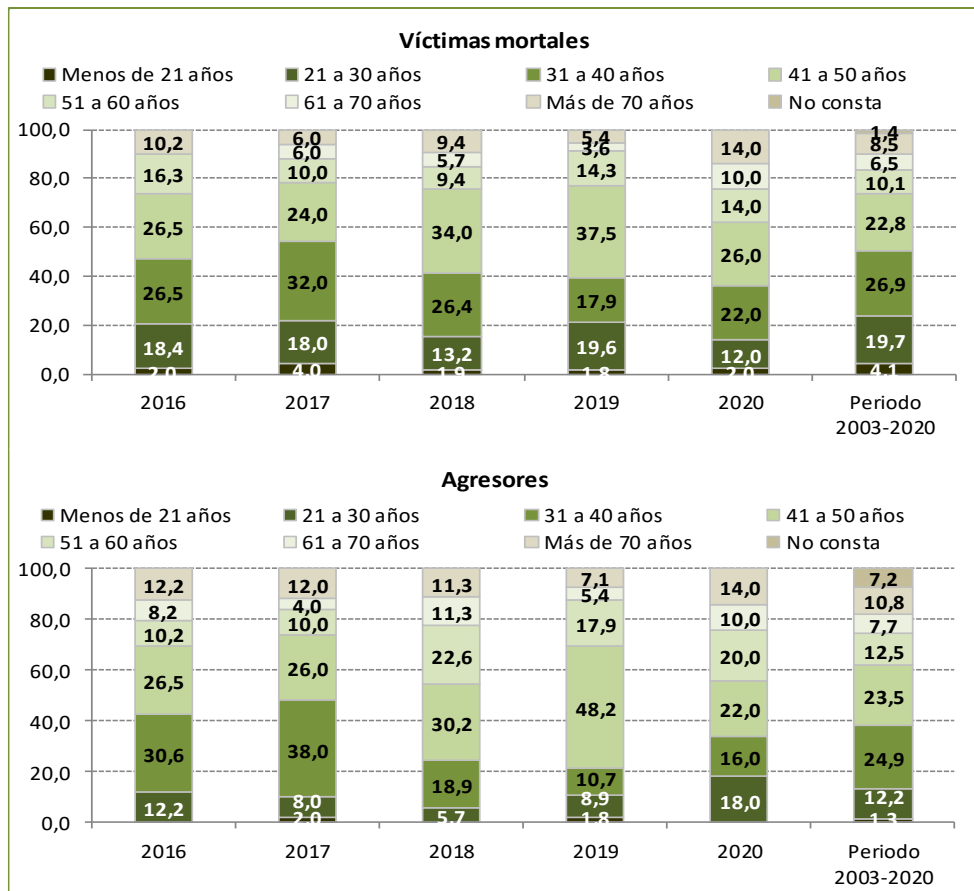 Víctimas mortales
Menos de 21 años 21 a 30 años 31 a 40 años 41 a 50 años
51 a 60 años 61 a 70 años Más de 70 años No consta
100,0 10,2 6,0 9,4 5,4 14,0 1,4
8,5
6,0 5,7 3,6 10,0 6,5
80,0 16,3 10,0 9,4 14,3 14,0 10,1
60,0 26,5 24,0 34,0 37,5 26,0 22,8
40,0 26,5 32,0 26,4 17,9 22,0 26,9
20,0 18,4 18,0 13,2 19,6 12,0 19,7
0,0 2,0 4,0 1,9 1,8 2,0 4,1
2016 2017 2018 2019 2020 Periodo
2003-2020
Agresores
Menos de 21 años 21 a 30 años 31 a 40 años 41 a 50 años
51 a 60 años 61 a 70 años Más de 70 años No consta
100,0 12,2 12,0 11,3 7,1 14,0 7,2
10,8
80,0 8,2 4,0 11,3 5,4 10,0 7,7
10,2 10,0 22,6 17,9 20,0 12,5
60,0 26,5 26,0 30,2 48,2 22,0 23,5
40,0 30,6 38,0 18,9 10,7 16,0 24,9
20,0 12,2 8,0 5,7 8,9 18,0 12,2
0,0 2,0 1,8 1,3
2016 2017 2018 2019 2020 Periodo
2003-2020